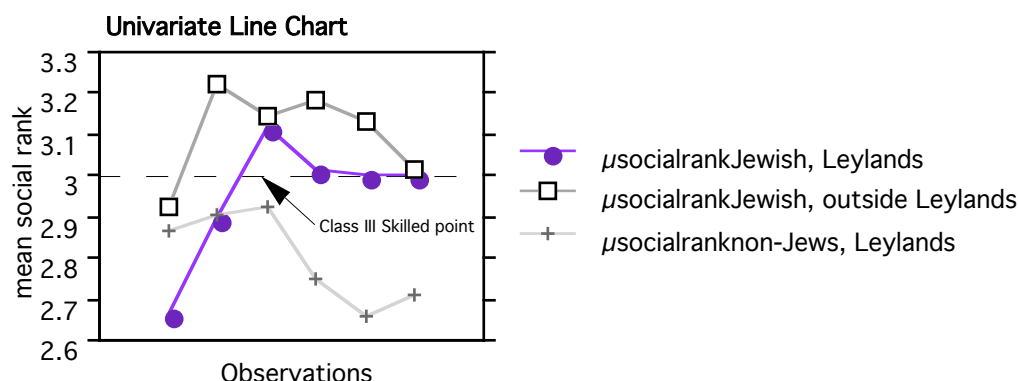 Univariate Line Chart
3.3
3.2
3.1
3
2.9
2.8
2.7
2.6
mean social rank
Class III Skilled point
Observations
µsocialrankJewish, Leylands
µsocialrankJewish, outside Leylands
µsocialranknon-Jews, Leylands